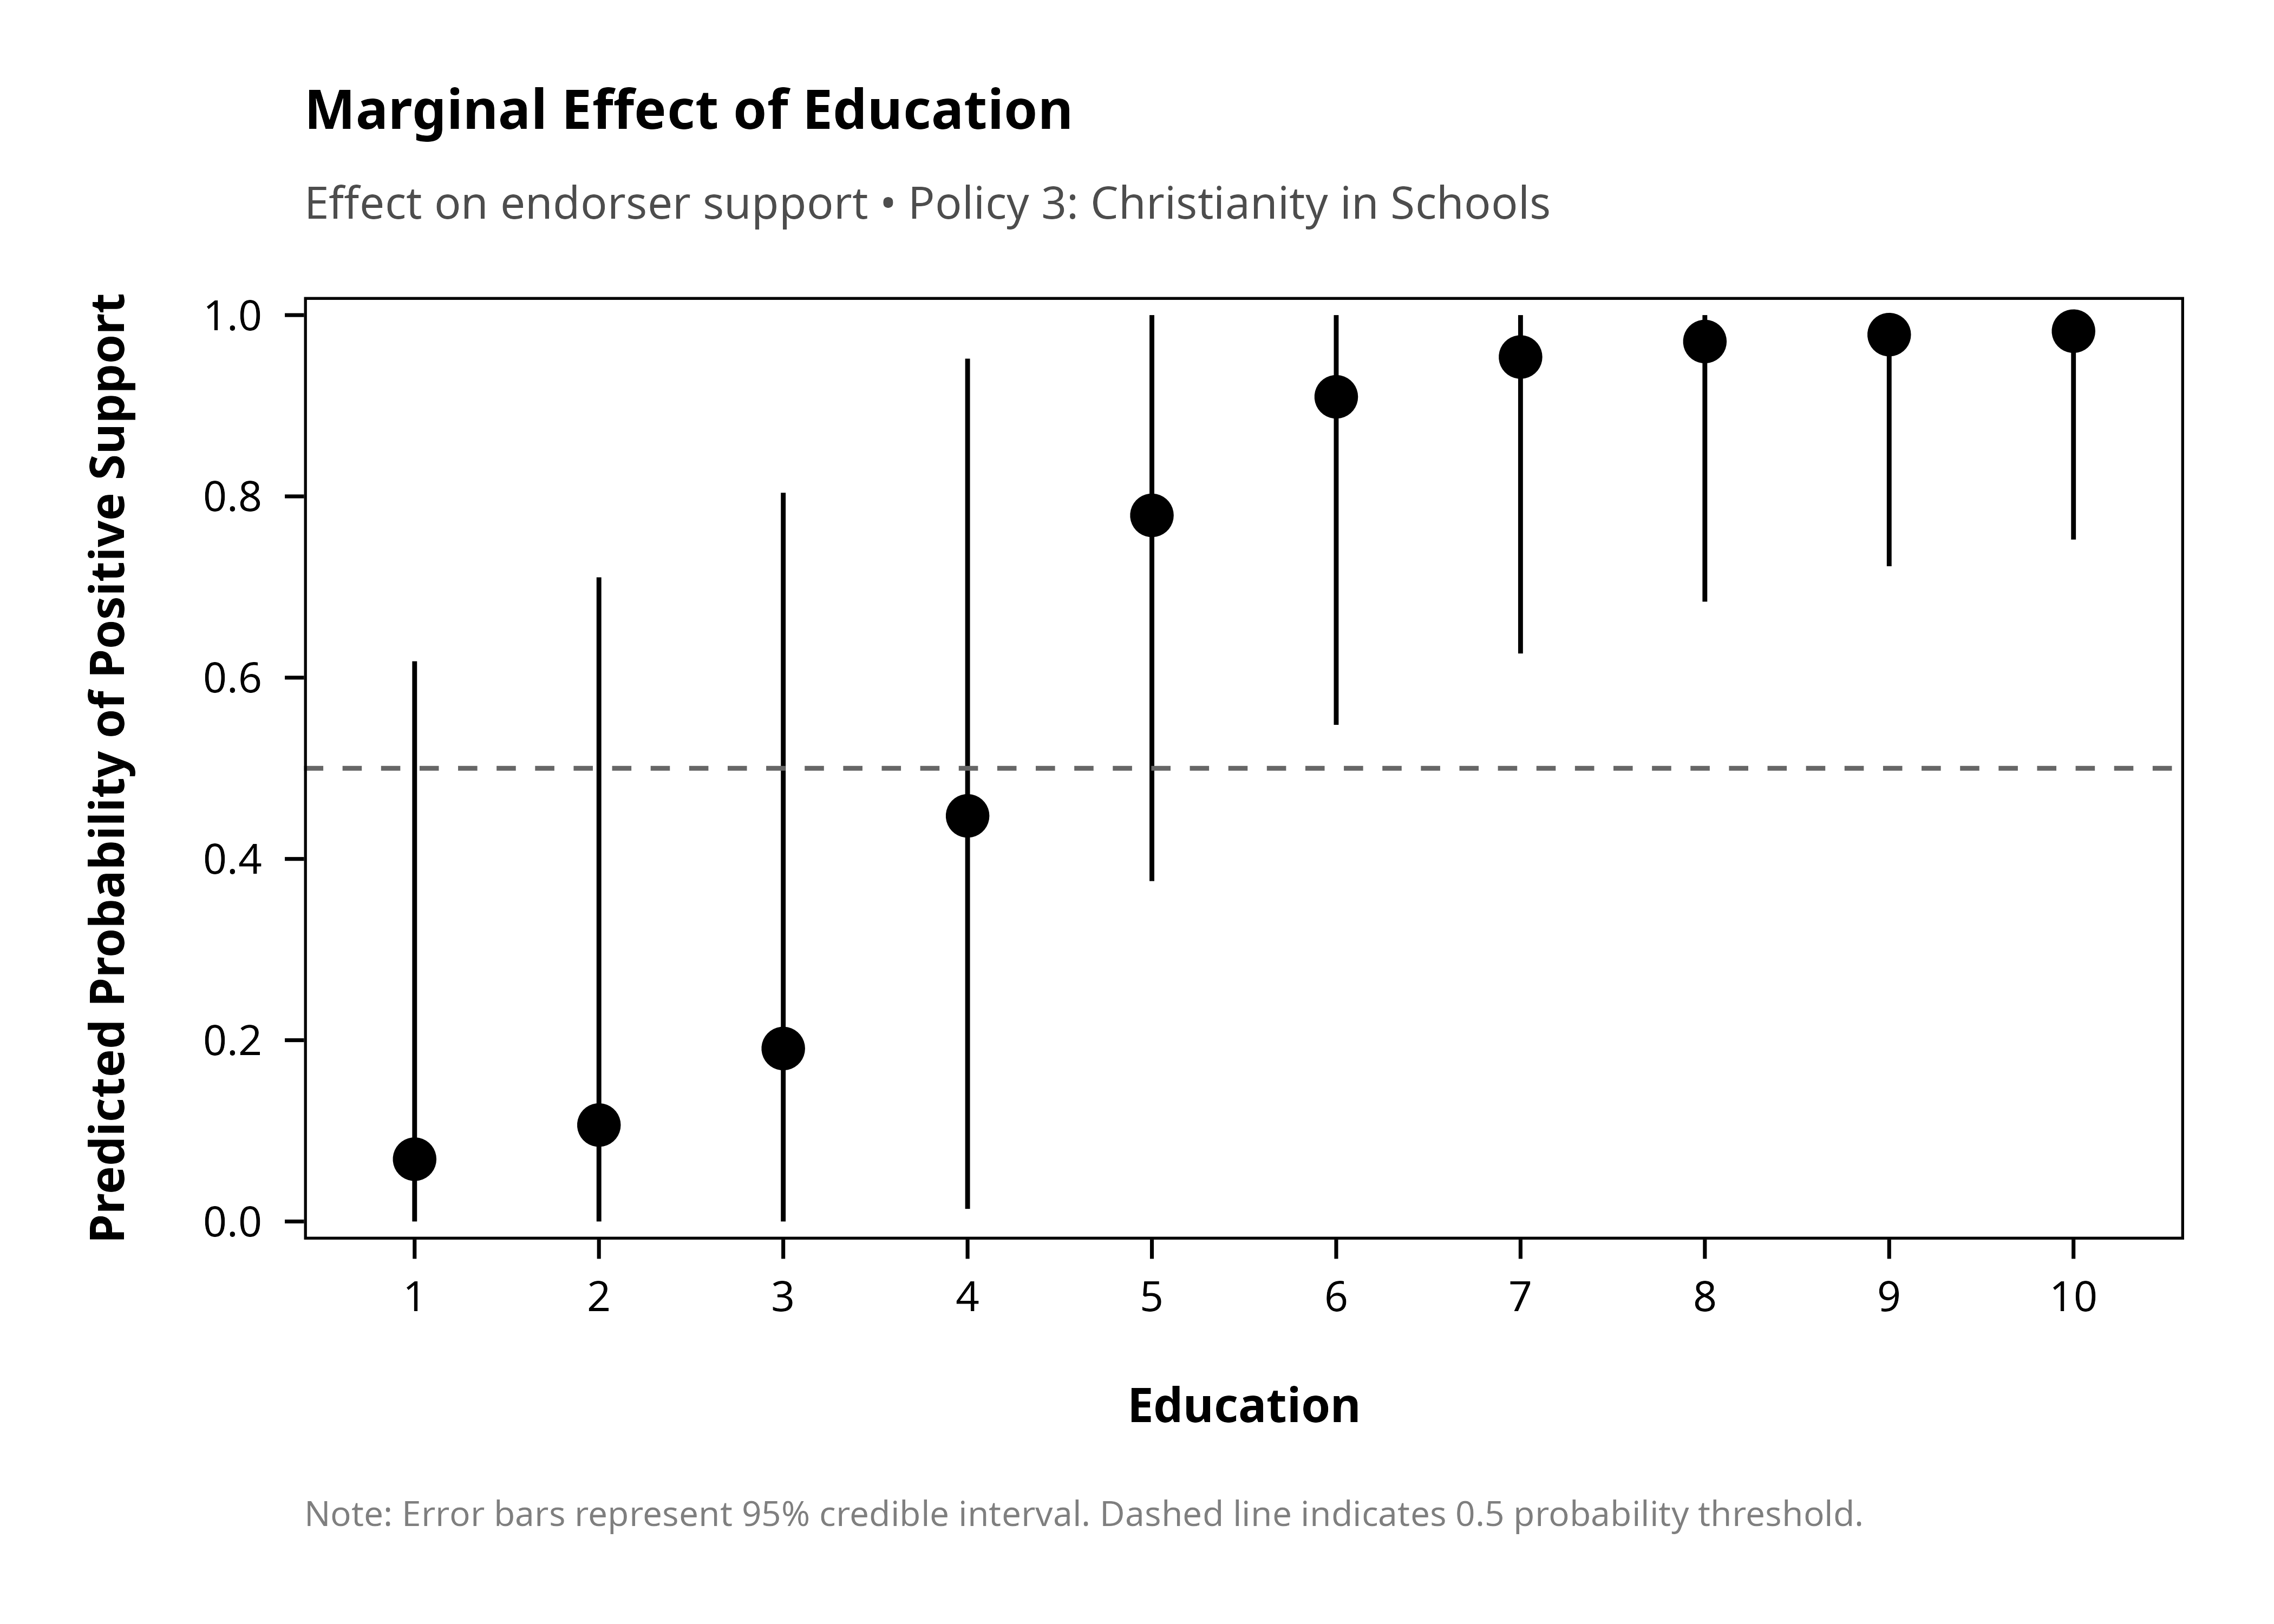 Marginal Effect of Education
Effect on endorser support • Policy 3: Christianity in Schools
Predicted Probability of Positive Support
1.0
0.8
0.6
0.4
0.2
0.0
1 2 3 4 5 6 7 8 9 10
Education
Note: Error bars represent 95% credible interval. Dashed line indicates 0.5 probability threshold.